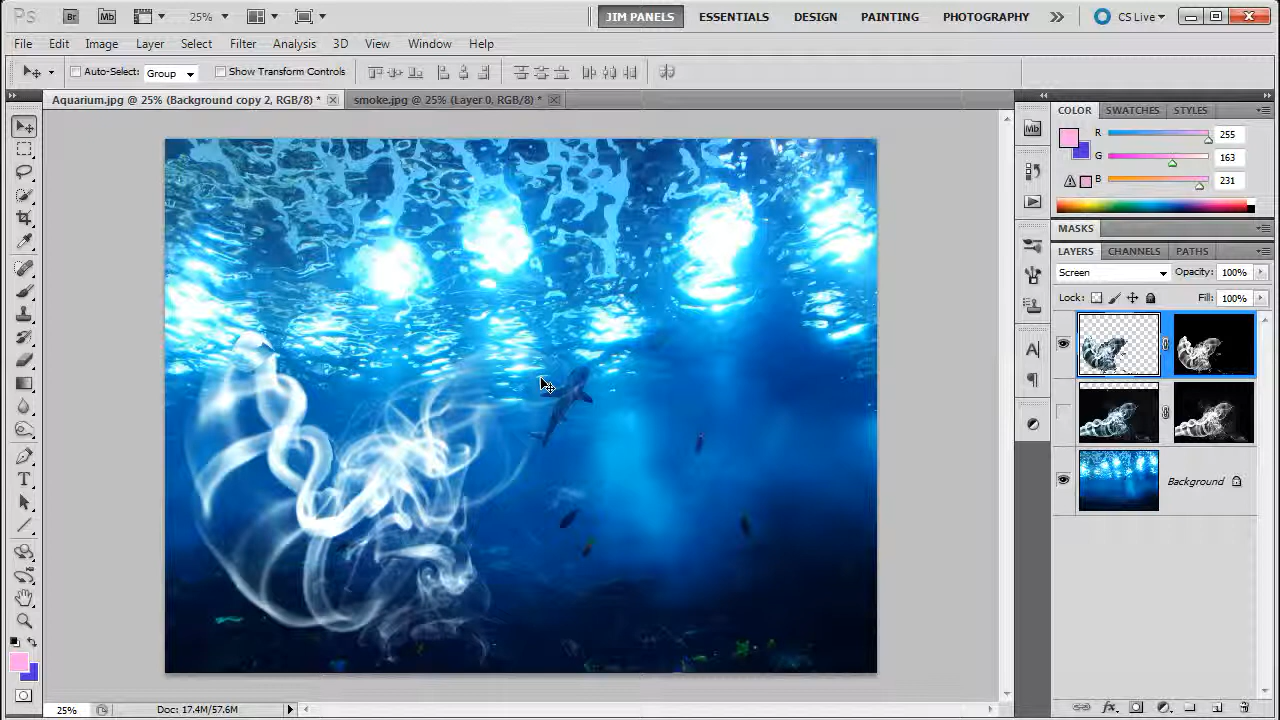 Ps Br Mb 25% JIM PANELS ESSENTIALS DESIGN PAINTING PHOTOGRAPHY CS Live
File Edit Image Layer Select Filter Analysis 3D View Window Help
Auto-Select: Group Show Transform Controls
Aquarium.jpg @ 25% (Background copy 2, RGB/8) * smoke.jpg @ 25% (Layer 0, RGB/8) *
COLOR SWATCHES STYLES
Mb
R 255
G 163
B 231
MASKS
LAYERS CHANNELS PATHS
Screen Opacity: 100%
Lock: Fill: 100%
A
T
Background
fx
25% Doc: 17.4M/57.6M